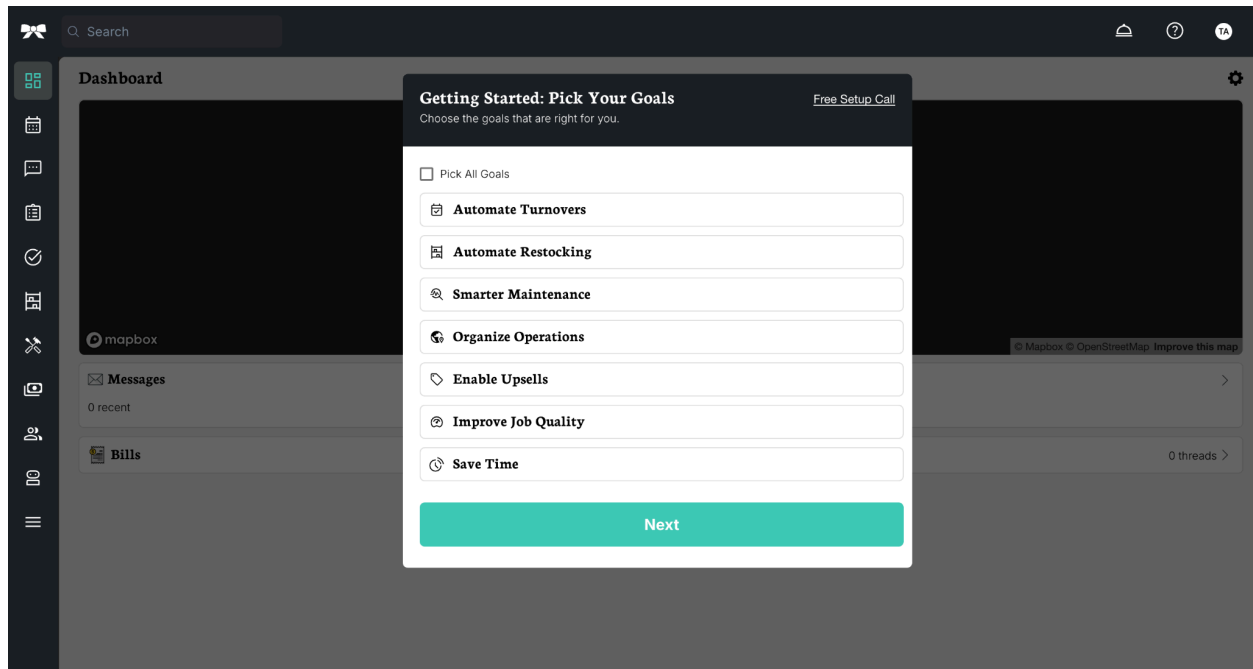 Search
TA
Dashboard
Getting Started: Pick Your Goals
Free Setup Call
Choose the goals that are right for you.
Pick All Goals
Automate Turnovers
Automate Restocking
Smarter Maintenance
Organize Operations
Enable Upsells
Improve Job Quality
Save Time
Next
mapbox
© Mapbox © OpenStreetMap Improve this map
Messages
0 recent
Bills
0 threads